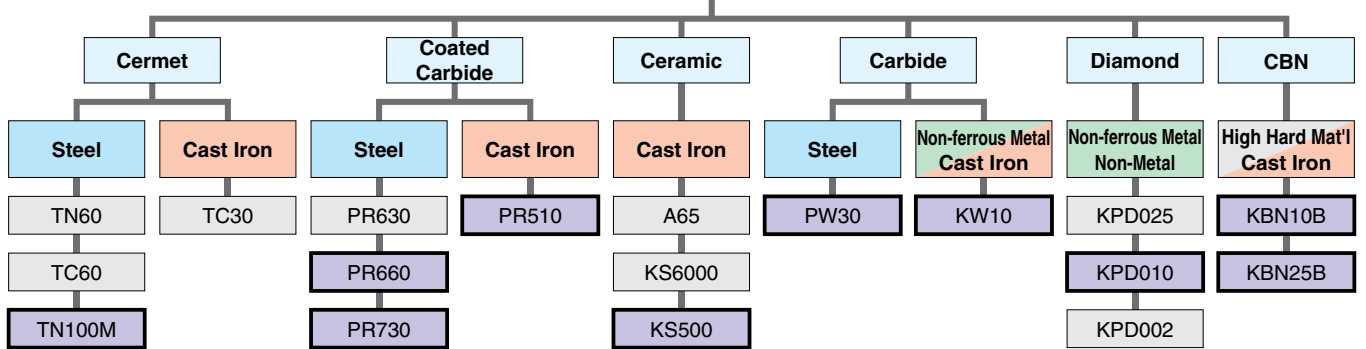 Cermet
Coated
Carbide
Ceramic
Carbide
Diamond
CBN
Steel
Cast Iron
Steel
Cast Iron
Cast Iron
Steel
Non-ferrous Metal
Cast Iron
Non-ferrous Metal
Non-Metal
High Hard Mat'l
Cast Iron
TN60
TC30
PR630
PR510
A65
PW30
KW10
KPD025
KBN10B
TC60
PR660
KS6000
KPD010
KBN25B
TN100M
PR730
KS500
KPD002